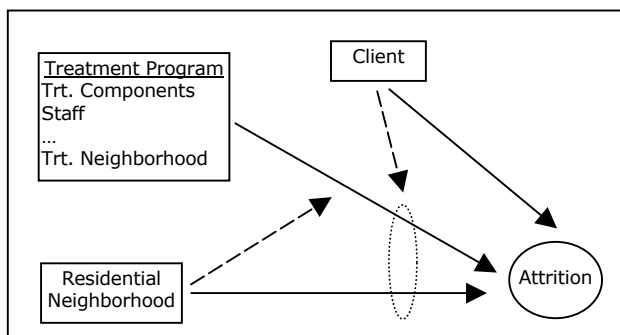 Treatment Program
Trt. Components
Staff
...
Trt. Neighborhood
Client
Residential
Neighborhood
Attrition